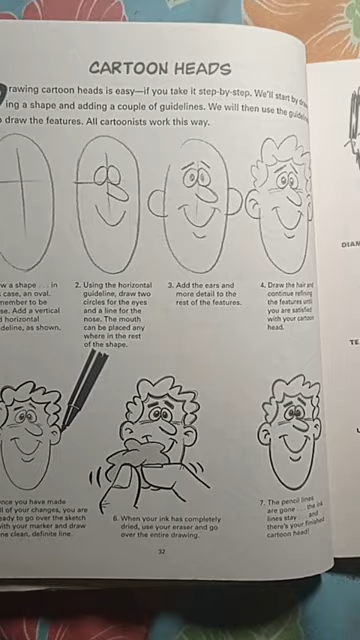 CARTOON HEADS
rawing cartoon heads is easy—if you take it step-by-step. We'll start by
ing a shape and adding a couple of guidelines. We will then use the
draw the features. All cartoonists work this way.
w a shape . . . in
case, an oval.
member to be
se. Add a vertical
horizontal
deline, as shown.
2. Using the horizontal
guideline, draw two
circles for the eyes
and a line for the
nose. The mouth
can be placed any
where in the rest
of the shape.
3. Add the ears and
more detail to the
rest of the features.
4. Draw the hair and
continue refining
the features until
you are satisfied
with your cartoon
head.
DIAM
TE
nce you have made
ll of your changes, you are
eady to go over the sketch
with your marker and draw
ne clean, definite line.
6. When your ink has completely
dried, use your eraser and go
over the entire drawing.
7. The pencil lines
are gone . . . the ink
lines stay . . . and
there's your finished
cartoon head!
32